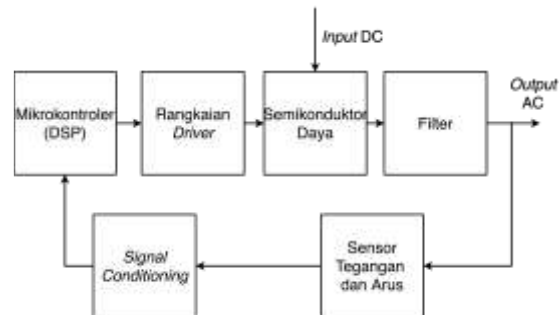 Input DC
Output
AC
Mikrokontroler
(DSP)
Rangkaian
Driver
Semikonduktor
Daya
Filter
Signal
Conditioning
Sensor
Tegangan
dan Arus